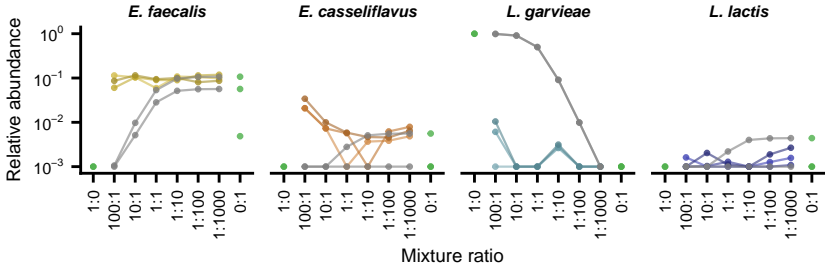 E. faecalis E. casseliflavus L. garvieae L. lactis
Relative abundance
10⁰
10⁻¹
10⁻²
10⁻³
1:0 100:1 10:1 1:1 1:10 1:100 1:1000 0:1 1:0 100:1 10:1 1:1 1:10 1:100 1:1000 0:1 1:0 100:1 10:1 1:1 1:10 1:100 1:1000 0:1 1:0 100:1 10:1 1:1 1:10 1:100 1:1000 0:1
Mixture ratio